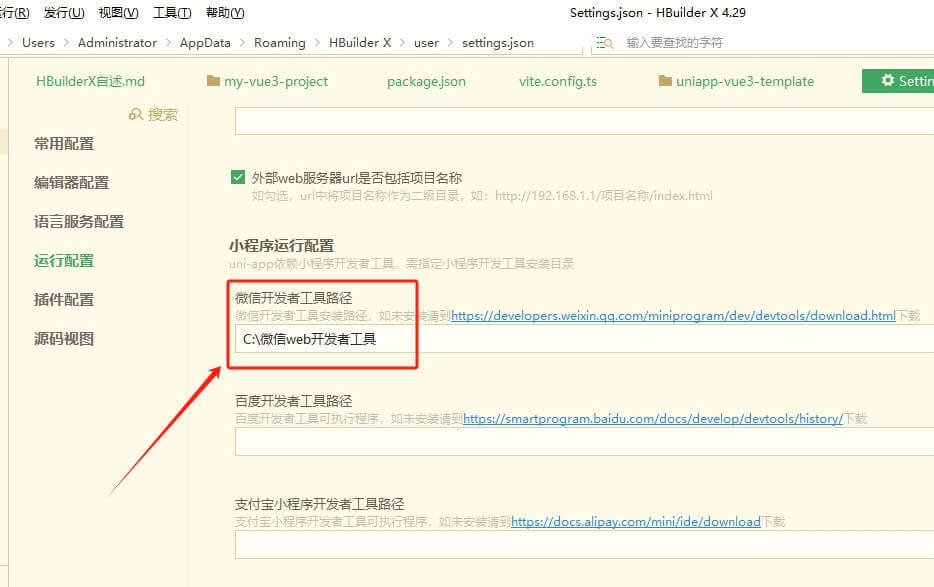 运行(R) 发行(U) 视图(V) 工具(T) 帮助(Y) Settings.json - HBuilder X 4.29
Users > Administrator > AppData > Roaming > HBuilder X > user > settings.json 输入要查找的字符
HBuilderX自述.md my-vue3-project package.json vite.config.ts uniapp-vue3-template Settin
搜索
常用配置
编辑器配置
语言服务配置
运行配置
插件配置
源码视图
外部web服务器url是否包括项目名称
如勾选，url中将项目名称作为二级目录，如：http://192.168.1.1/项目名称/index.html
小程序运行配置
uni-app依赖小程序开发者工具，需指定小程序开发工具安装目录
微信开发者工具路径
微信开发者工具安装路径，如未安装请到https://developers.weixin.qq.com/miniprogram/dev/devtools/download.html下载
C:\微信web开发者工具
百度开发者工具路径
百度开发者工具可执行程序，如未安装请到https://smartprogram.baidu.com/docs/develop/devtools/history/下载
支付宝小程序开发者工具路径
支付宝小程序开发者工具可执行程序，如未安装请到https://docs.alipay.com/mini/ide/download下载